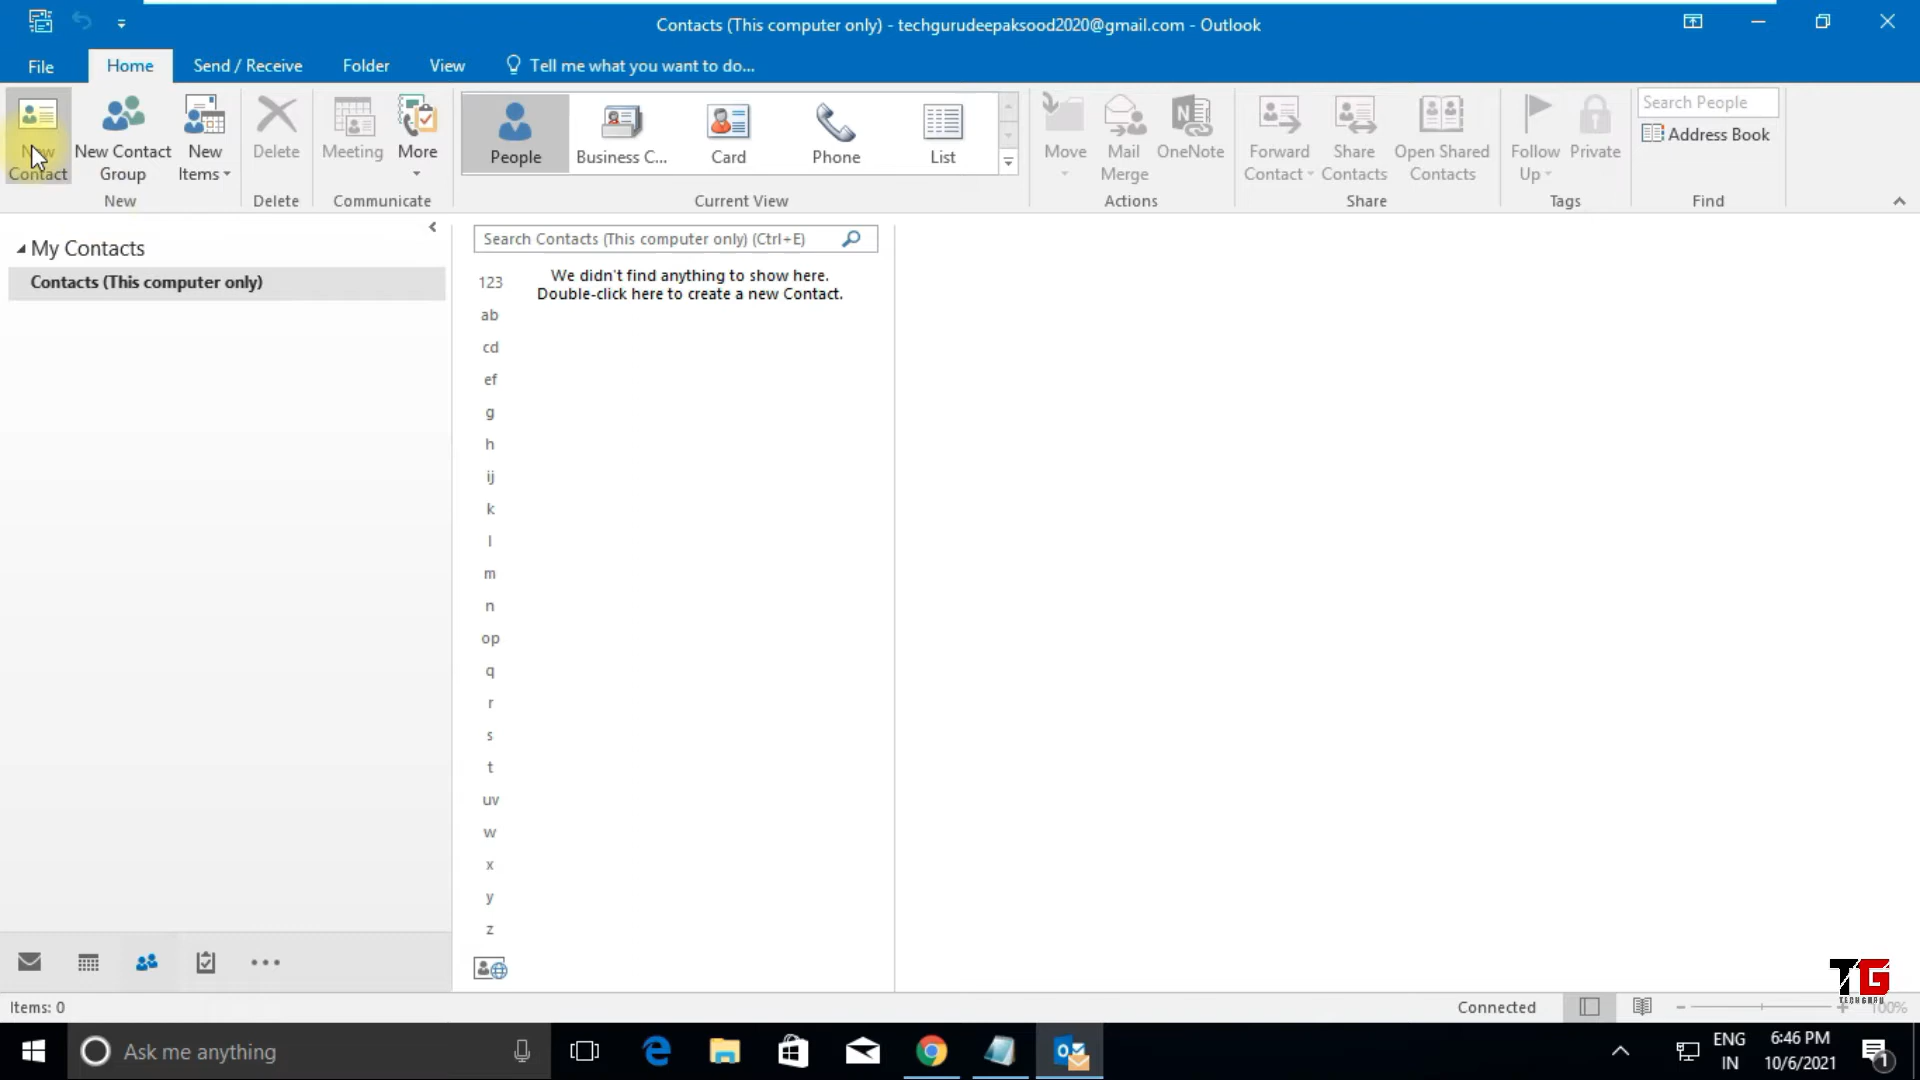 Contacts (This computer only) - techgurudeepaksood2020@gmail.com - Outlook
File
Home
Send / Receive
Folder
View
Tell me what you want to do...
New
Contact
New Contact
Group
New
Items
New
Delete
Delete
Meeting
More
Communicate
People
Business C...
Card
Phone
List
Current View
Move
Mail
Merge
OneNote
Actions
Forward
Contact
Share
Contacts
Open Shared
Contacts
Share
Follow
Up
Private
Tags
Search People
Address Book
Find
My Contacts
Contacts (This computer only)
Search Contacts (This computer only) (Ctrl+E)
We didn't find anything to show here.
Double-click here to create a new Contact.
123
ab
cd
ef
g
h
ij
k
l
m
n
op
q
r
s
t
uv
w
x
y
z
TG
Items: 0
Connected
100%
Ask me anything
ENG
IN
6:46 PM
10/6/2021
1